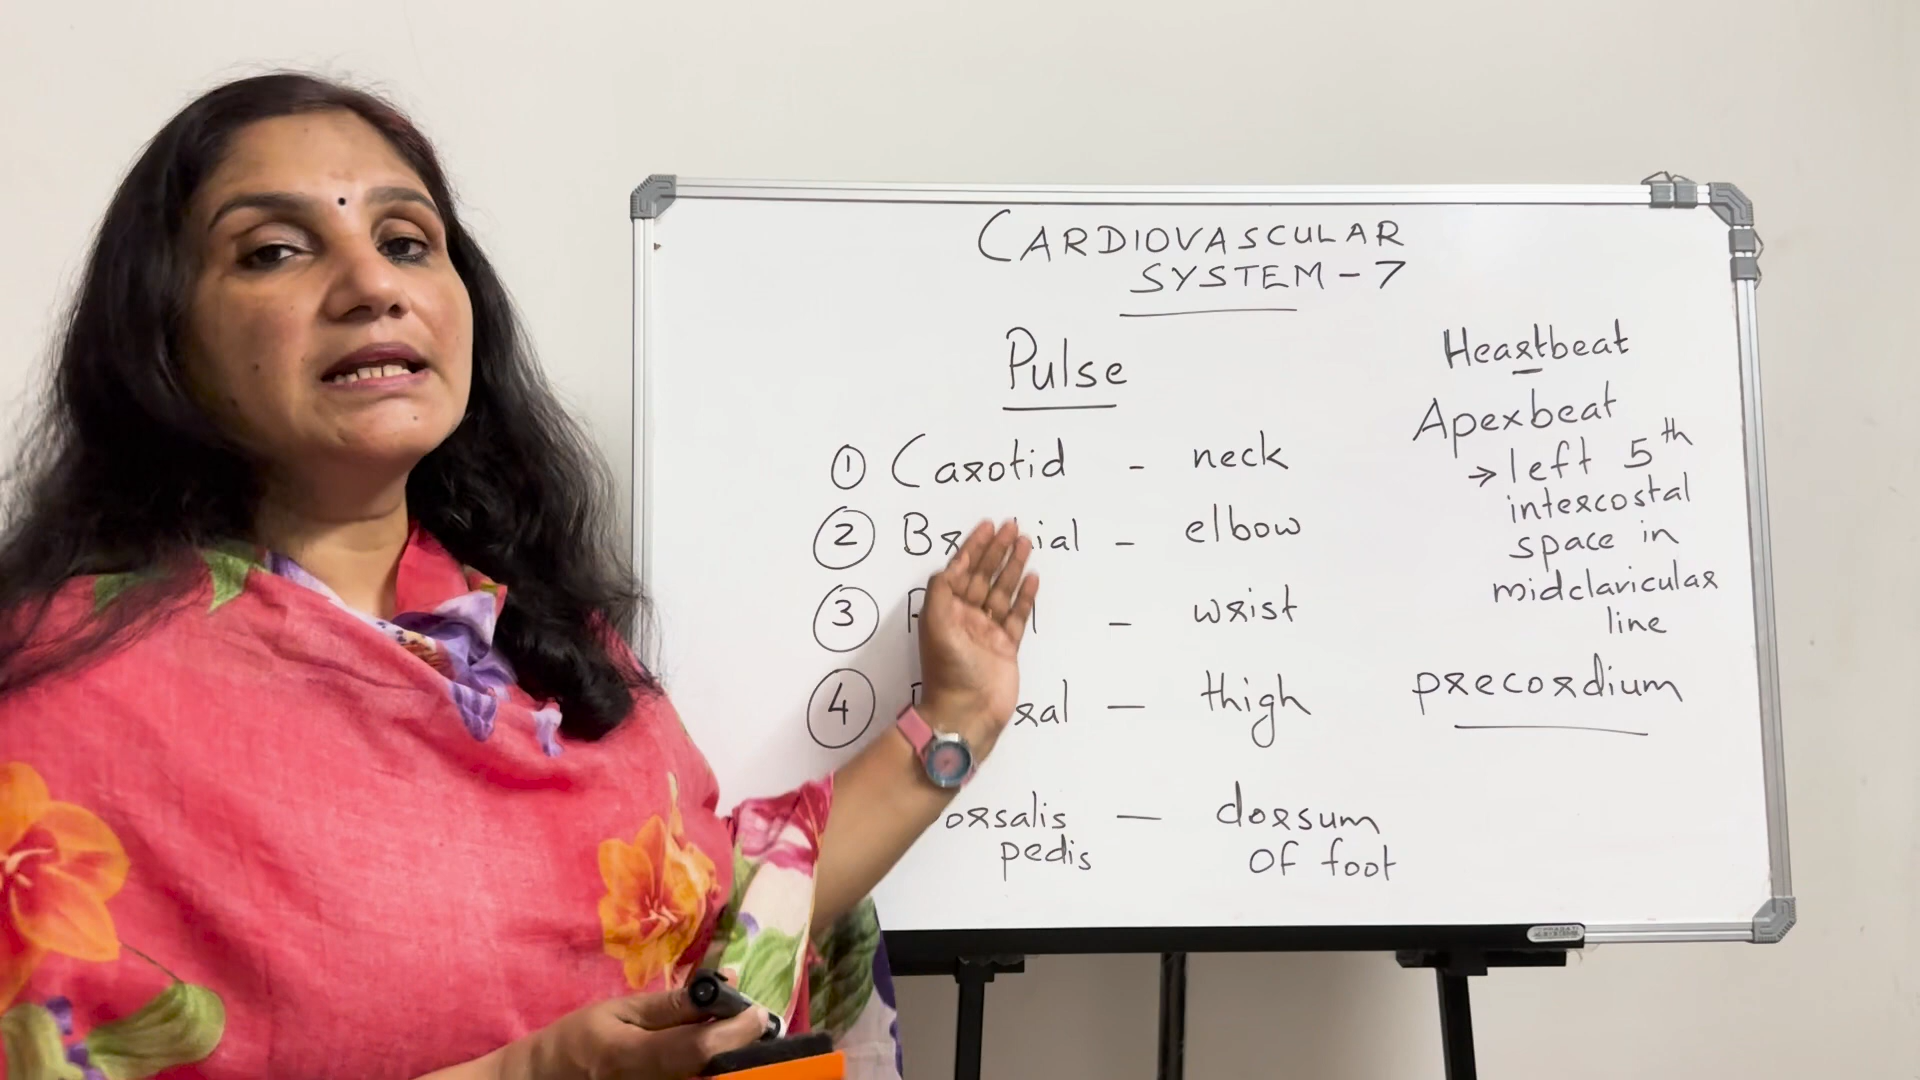 CARDIOVASCULAR
SYSTEM - 7
Pulse
① Carotid - neck
② - elbow
③ - wrist
④ - thigh
pedis
dorsum
of foot
Heartbeat
Apexbeat
→ left 5th
intercostal
space in
midclavicular
line
precordium